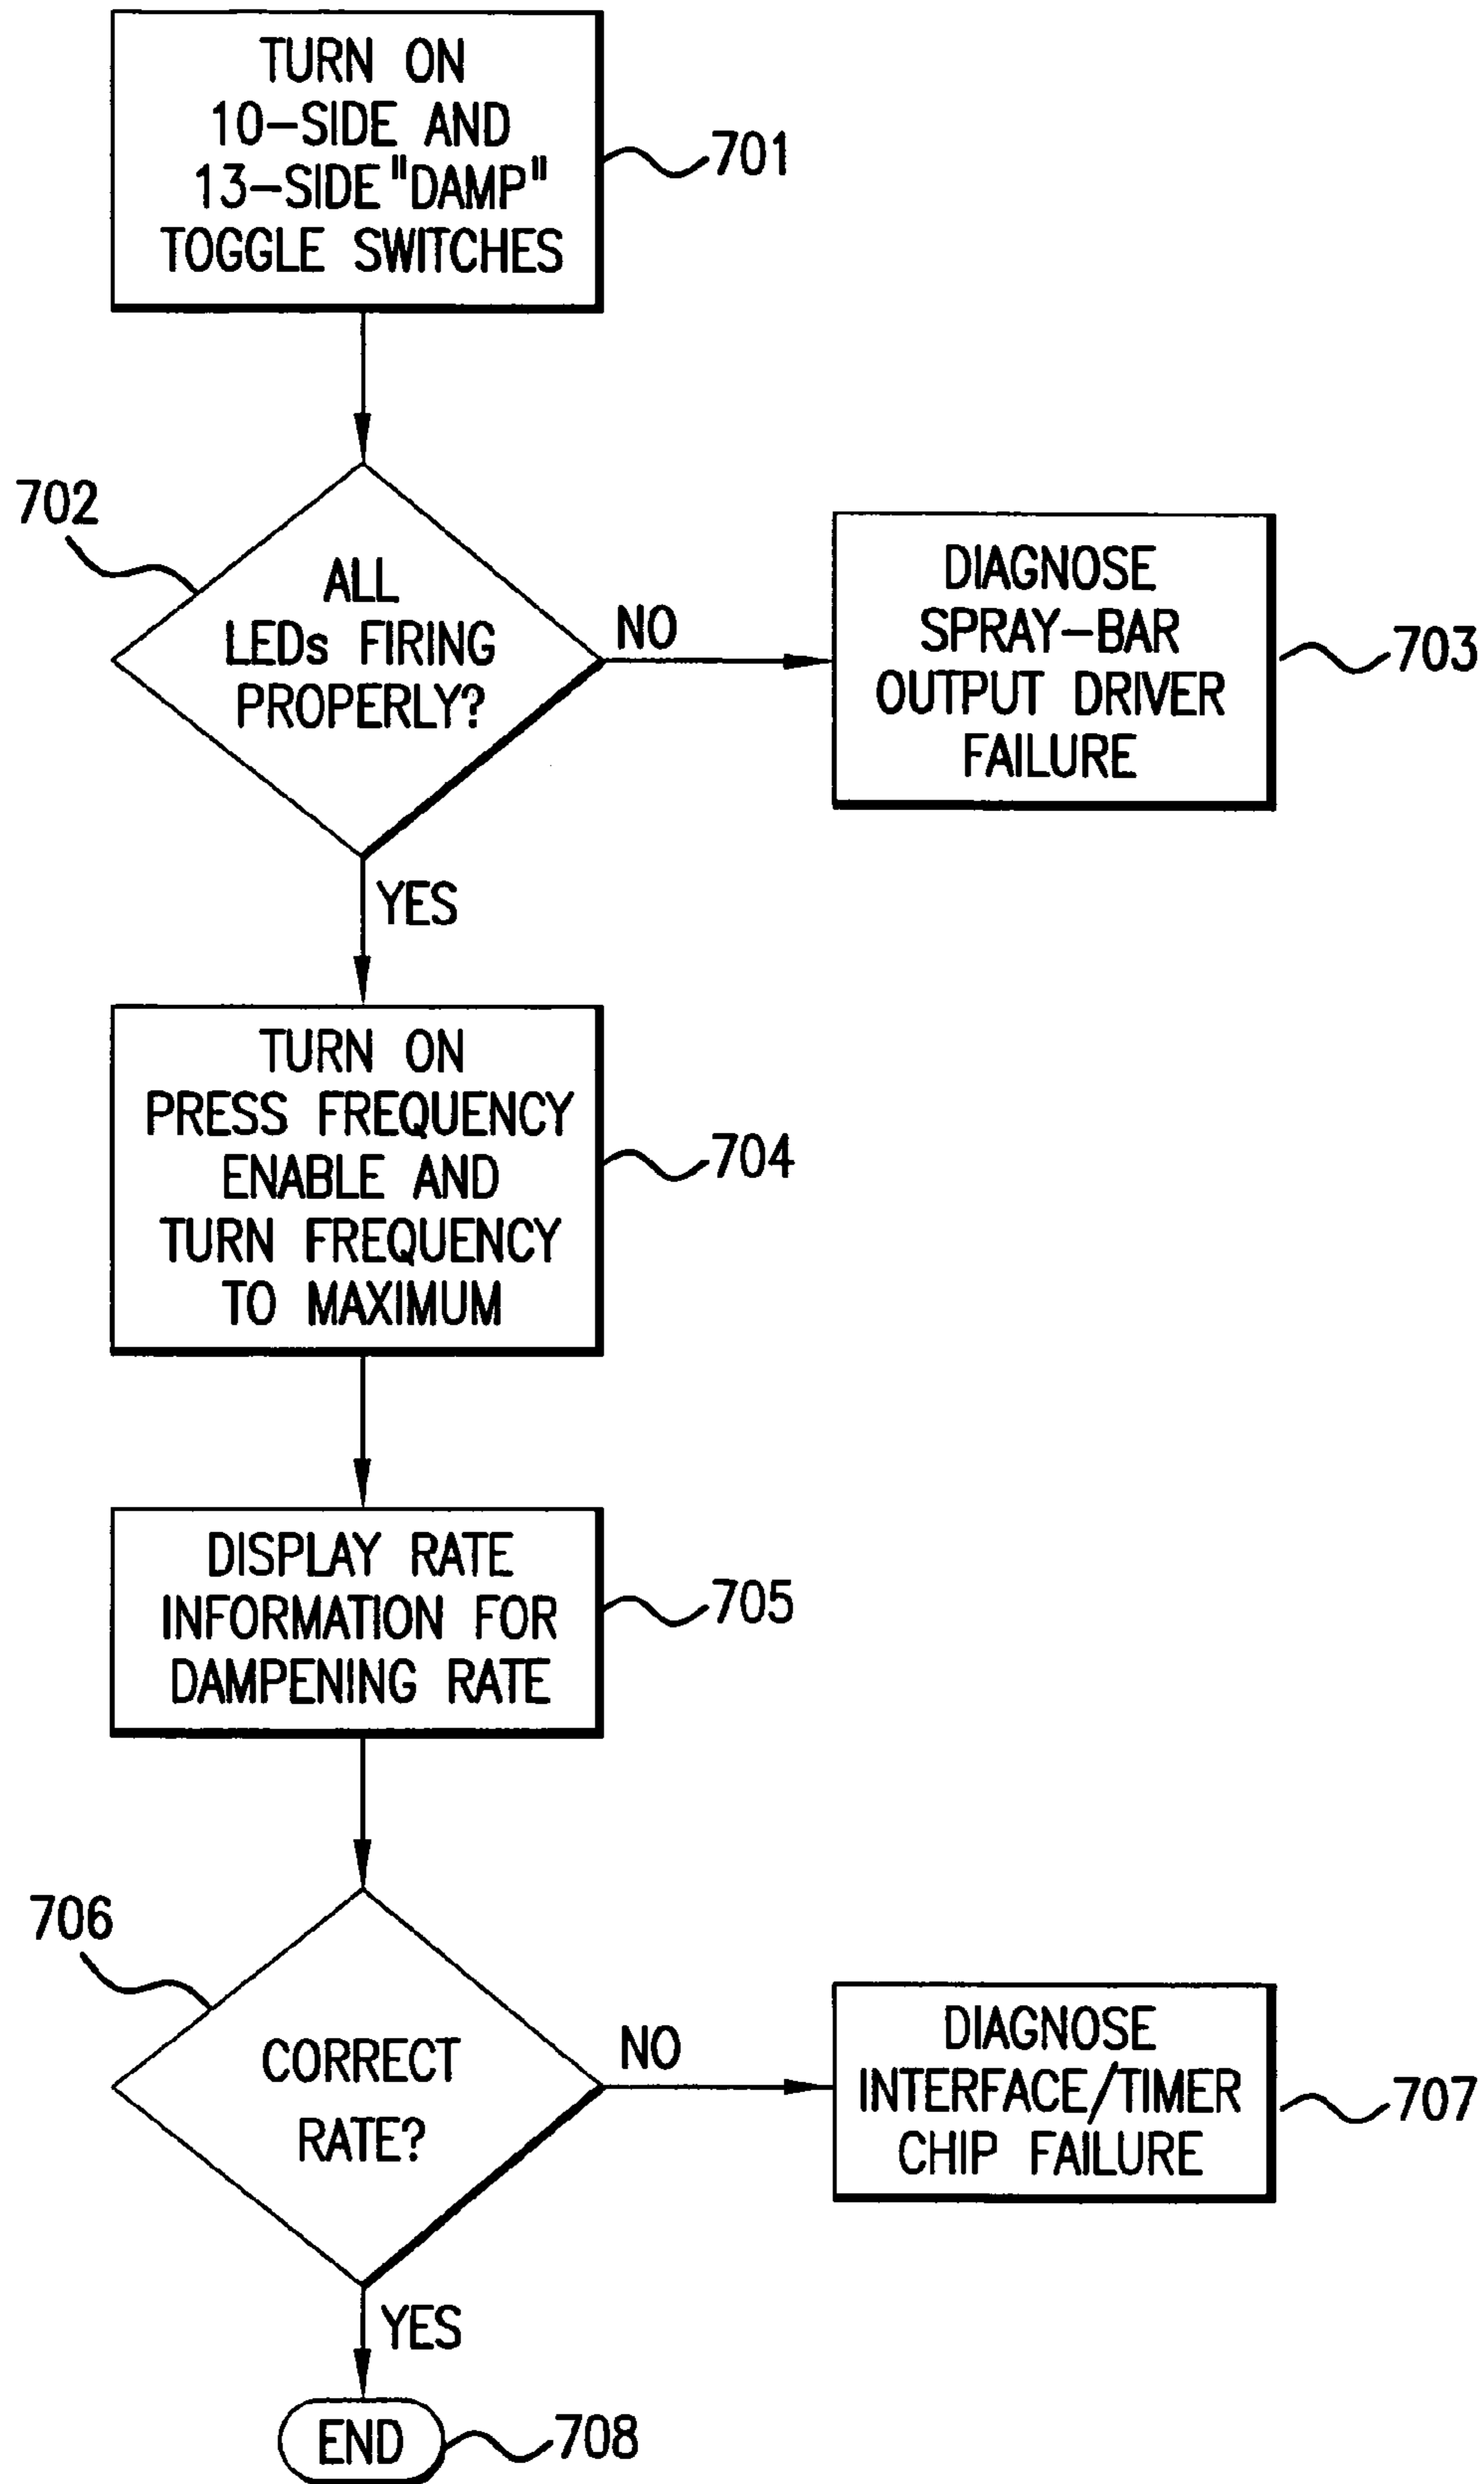 TURN ON
10-SIDE AND
13-SIDE "DAMP"
TOGGLE SWITCHES
701
702
ALL
LEDs FIRING
PROPERLY?
NO
DIAGNOSE
SPRAY-BAR
OUTPUT DRIVER
FAILURE
703
YES
TURN ON
PRESS FREQUENCY
ENABLE AND
TURN FREQUENCY
TO MAXIMUM
704
DISPLAY RATE
INFORMATION FOR
DAMPENING RATE
705
706
CORRECT
RATE?
NO
DIAGNOSE
INTERFACE/TIMER
CHIP FAILURE
707
YES
END
708